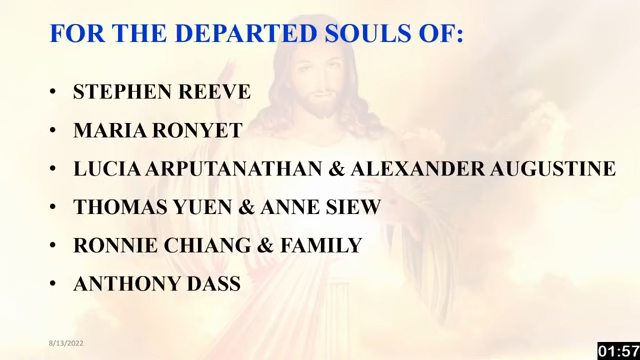 FOR THE DEPARTED SOULS OF:
• STEPHEN REEVE
• MARIA RONYET
• LUCIA ARPUTANATHAN & ALEXANDER AUGUSTINE
• THOMAS YUEN & ANNE SIEW
• RONNIE CHIANG & FAMILY
• ANTHONY DASS
8/13/2022
01:57